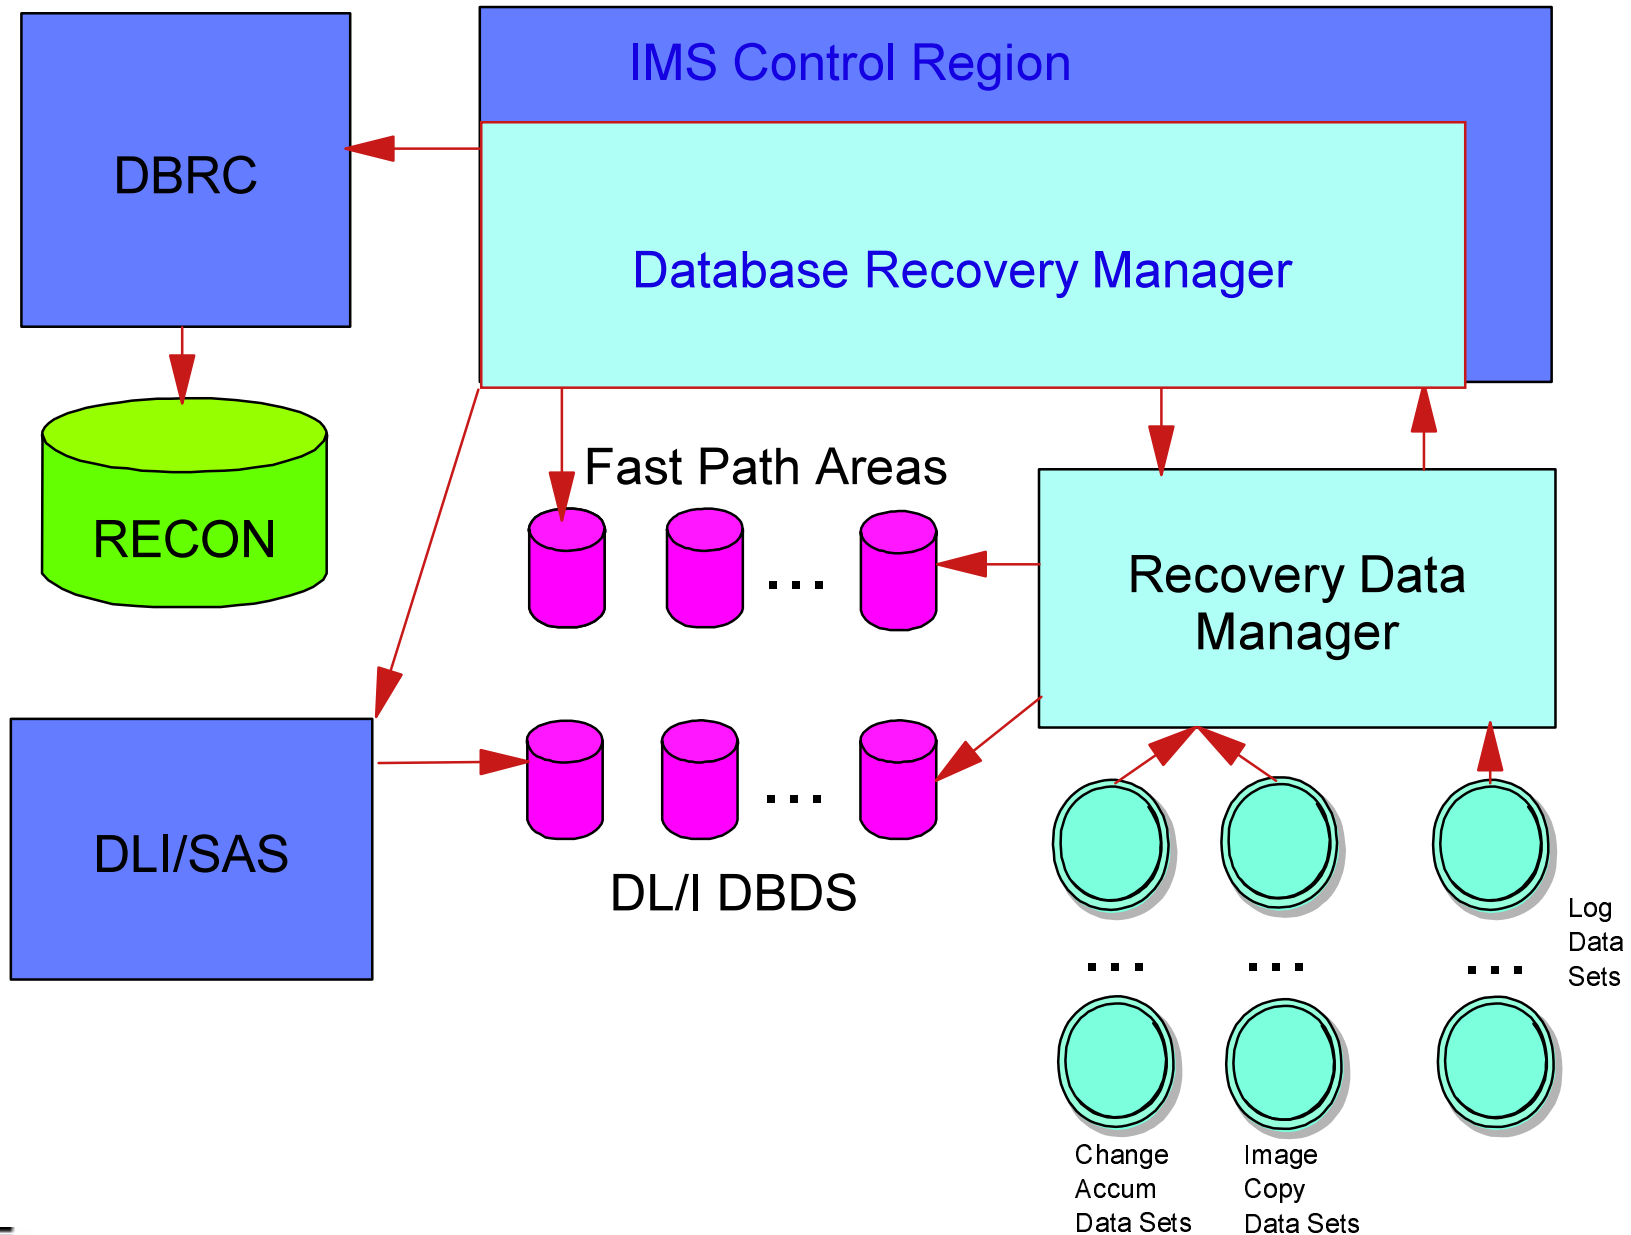 IMS Control Region
DBRC
Database Recovery Manager
Fast Path Areas
RECON
...
Recovery Data
Manager
...
DLI/SAS
DL/I DBDS
Log
Data
Sets
... ... ...
Change
Accum
Data Sets
Image
Copy
Data Sets